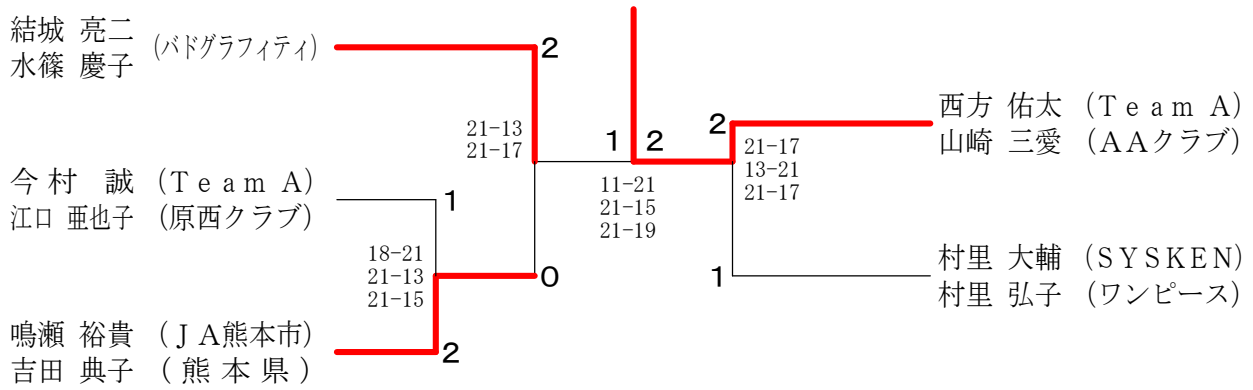 結城 亮二
水篠 慶子
(バドグラフィティ)
2
21-13
21-17
1
2
2
西方 佑太 (Team A)
山崎 三愛 (AAクラブ)
21-17
13-21
21-17
今村 誠 (Team A)
江口 亜也子 (原西クラブ)
1
11-21
21-15
21-19
18-21
21-13
21-15
0
1
村里 大輔 (SYSKEN)
村里 弘子 (ワンピース)
鳴瀬 裕貴 (JA熊本市)
吉田 典子 (熊本県)
2